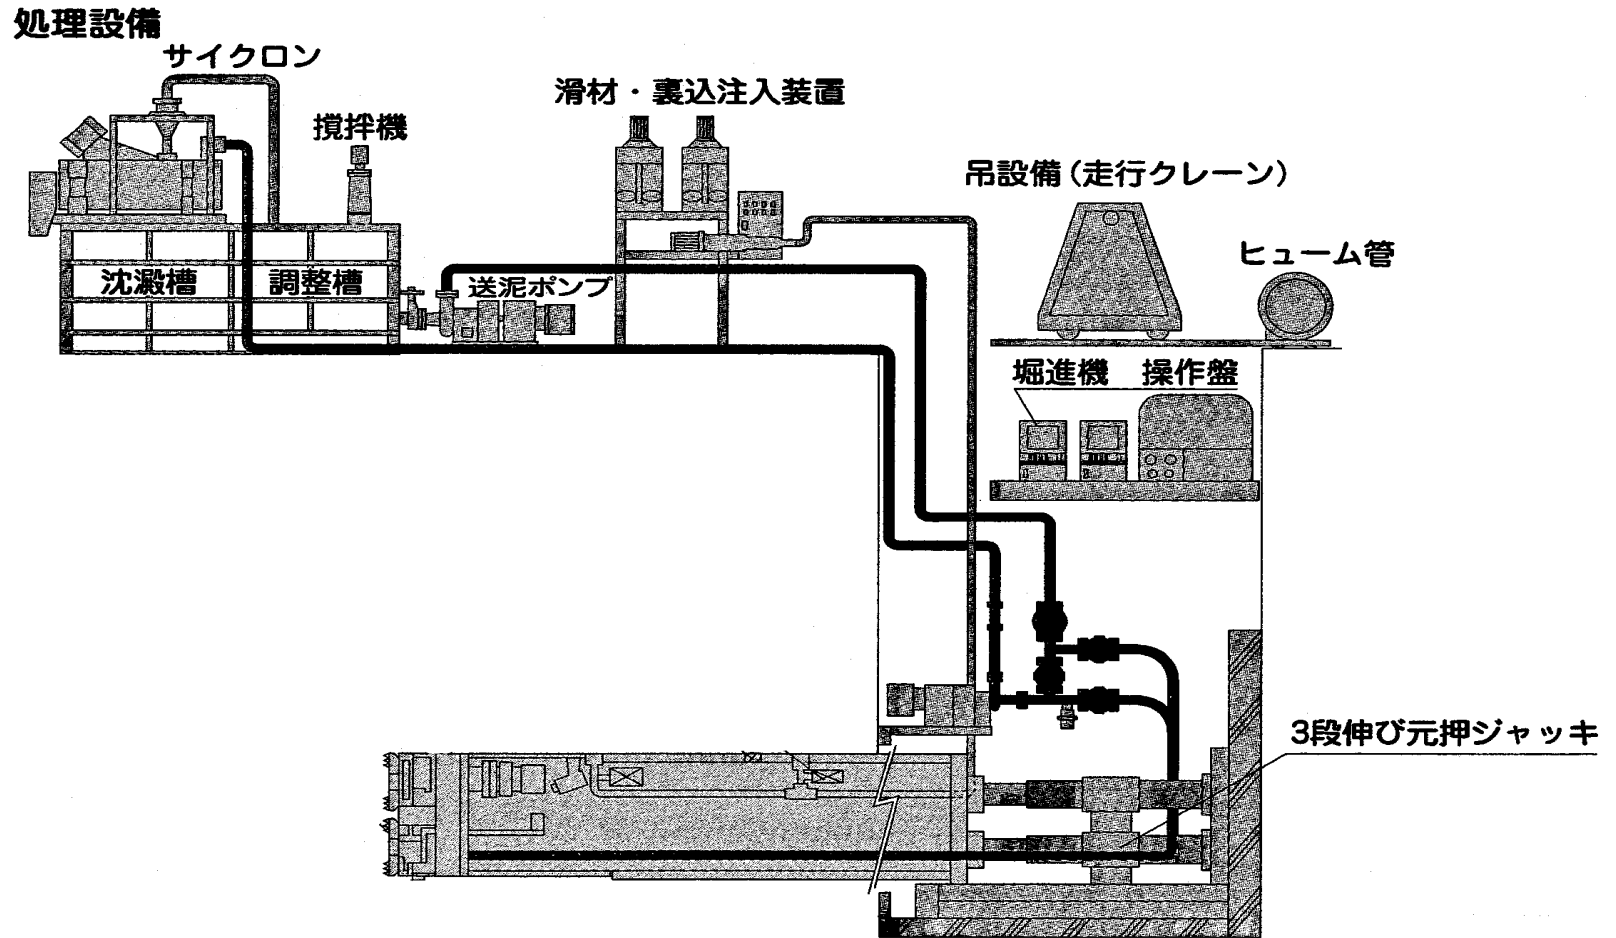 処理設備
サイクロン
撹拌機
滑材・裏込注入装置
吊設備(走行クレーン)
ヒューム管
沈澱槽
調整槽
送泥ポンプ
堀進機 操作盤
3段伸び元押ジャッキ